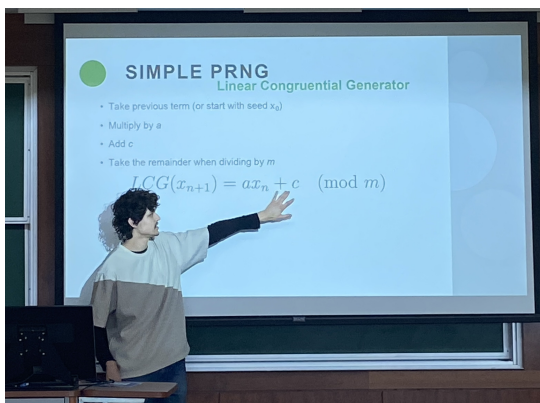 SIMPLE PRNG
Linear Congruential Generator
• Take previous term (or start with seed x₀)
• Multiply by a
• Add c
• Take the remainder when dividing by m
LCG(xₙ₊₁) = axₙ + c (mod m)